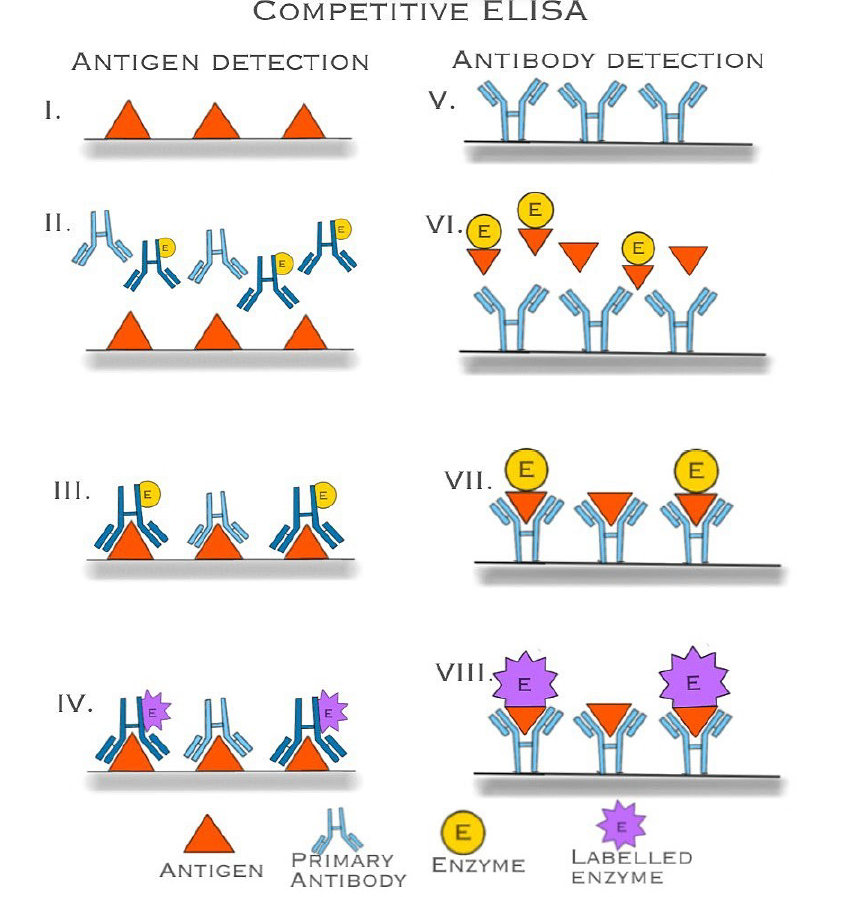 COMPETITIVE ELISA
ANTIGEN DETECTION
ANTIBODY DETECTION
I.
V.
II.
E
E
E
VI.
E
E
E
III.
E
E
VII.
E
E
IV.
E
E
VIII.
E
E
E
E
ANTIGEN
PRIMARY
ANTIBODY
ENZYME
LABELLED
ENZYME